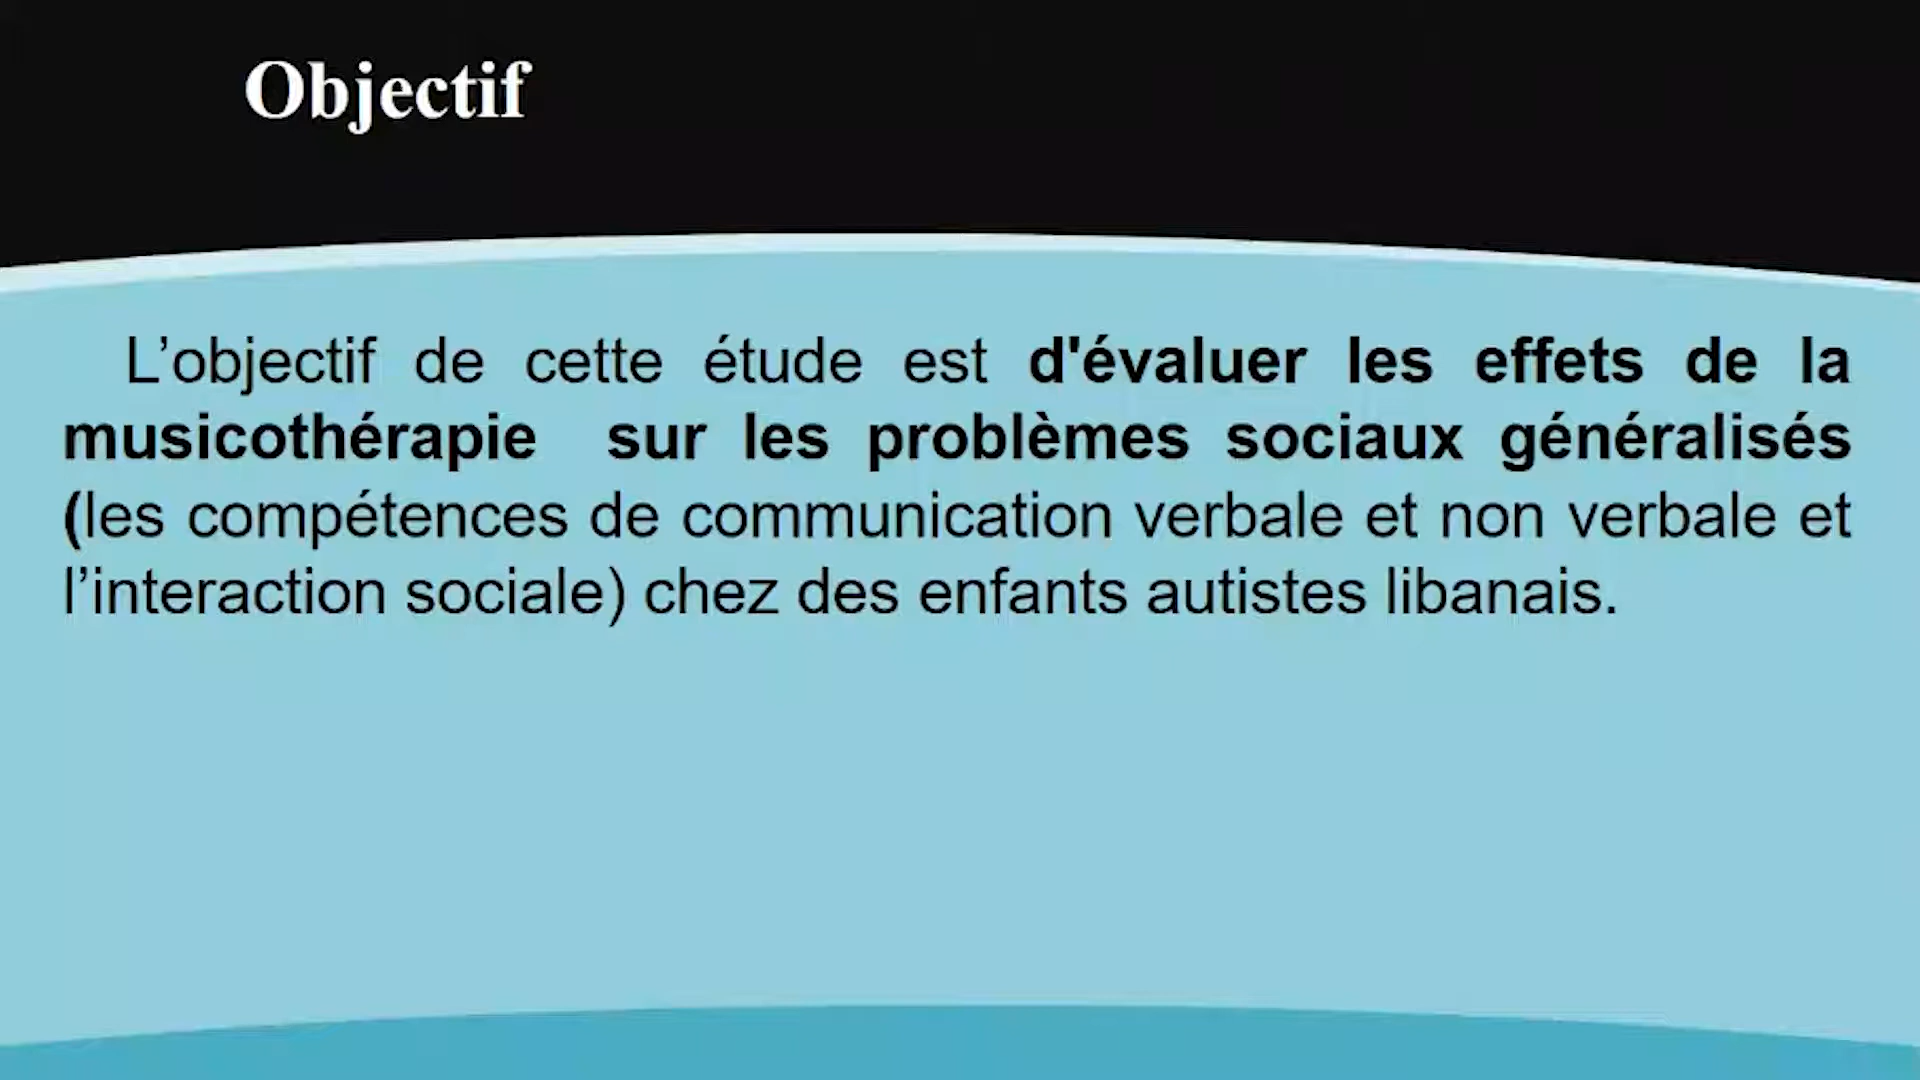 Objectif
L’objectif de cette étude est d'évaluer les effets de la
musicothérapie sur les problèmes sociaux généralisés
(les compétences de communication verbale et non verbale et
l’interaction sociale) chez des enfants autistes libanais.